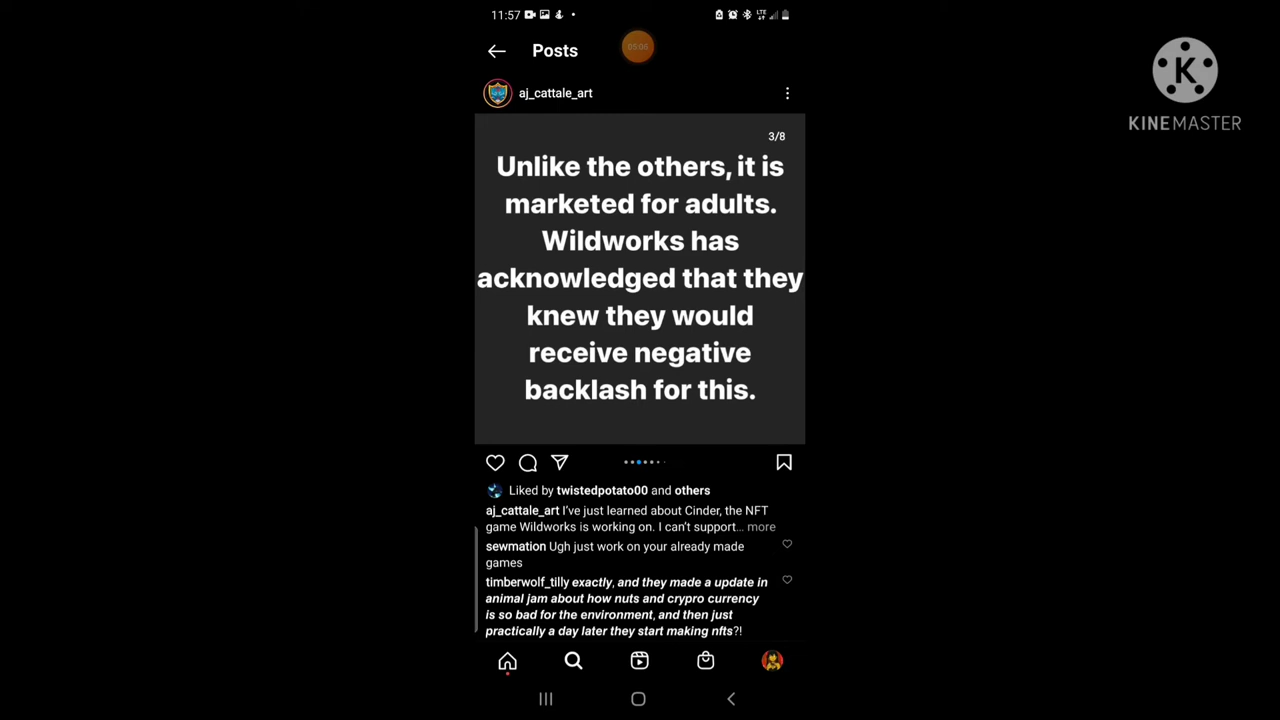 11:57
LTE
Posts
05:06
aj_cattale_art
3/8
Unlike the others, it is
marketed for adults.
Wildworks has
acknowledged that they
knew they would
receive negative
backlash for this.
Liked by twistedpotato00 and others
aj_cattale_art I've just learned about Cinder, the NFT
game Wildworks is working on. I can't support... more
sewmation Ugh just work on your already made
games
timberwolf_tilly exactly, and they made a update in
animal jam about how nuts and crypro currency
is so bad for the environment, and then just
practically a day later they start making nfts?!
K
KINEMASTER